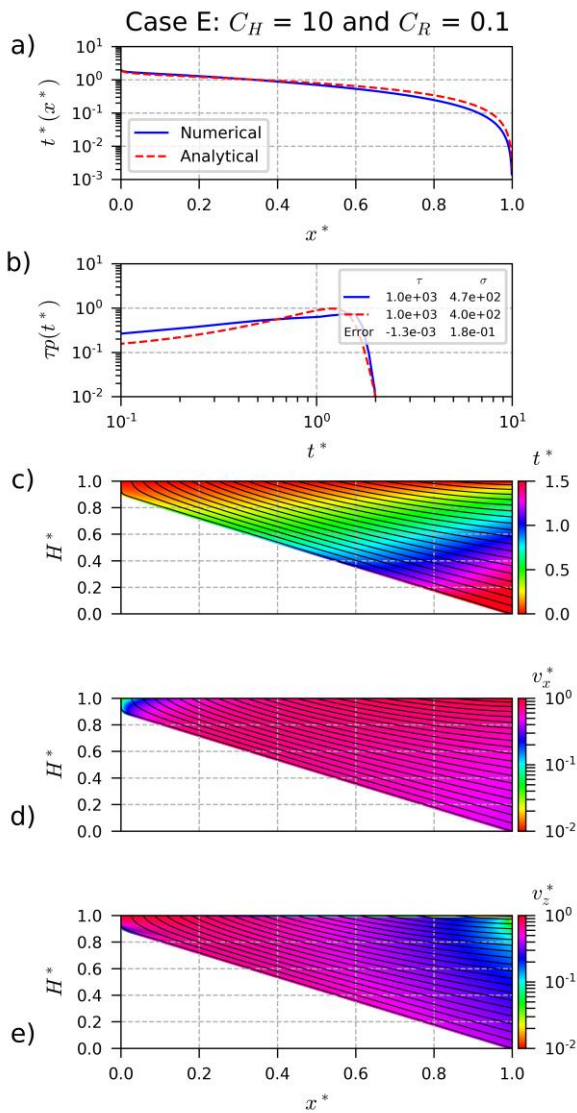 Case E: C_H = 10 and C_R = 0.1
a)
t*(x*)
10^1
10^0
10^-1
10^-2
10^-3
Numerical
Analytical
0.0 0.2 0.4 0.6 0.8 1.0
x*
b)
τp(t*)
10^1
10^0
10^-1
10^-2
τ σ
1.0e+03 4.7e+02
1.0e+03 4.0e+02
Error -1.3e-03 1.8e-01
10^-1 10^0 10^1
t*
c)
t*
H*
1.0
0.8
0.6
0.4
0.2
0.0
1.5
1.0
0.5
0.0
v_x*
H*
1.0
0.8
0.6
0.4
0.2
0.0
10^0
10^-1
10^-2
d)
v_z*
H*
1.0
0.8
0.6
0.4
0.2
0.0
10^0
10^-1
10^-2
e)
0.0 0.2 0.4 0.6 0.8 1.0
x*